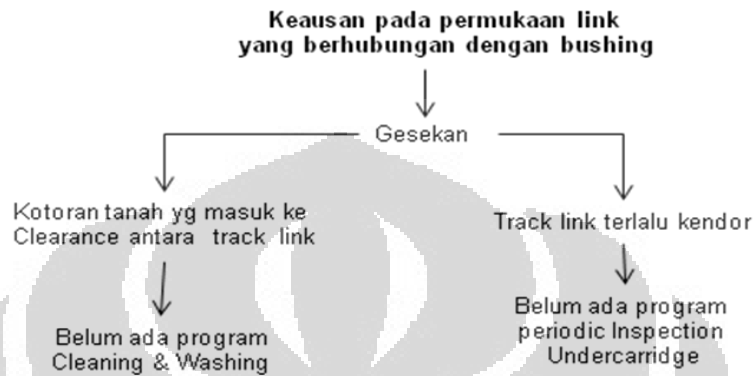 Keausan pada permukaan link
yang berhubungan dengan bushing
Gesekan
Kotoran tanah yg masuk ke
Clearance antara track link
Track link terlalu kendor
Belum ada program
Cleaning & Washing
Belum ada program
periodic Inspection
Undercarridge